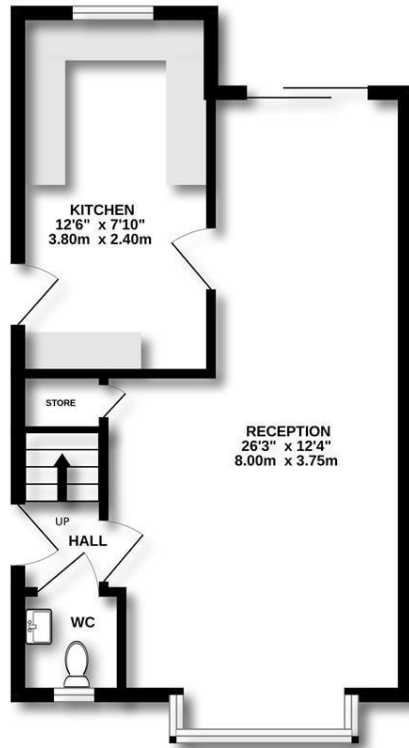 KITCHEN
12'6" x 7'10"
3.80m x 2.40m
STORE
RECEPTION
26'3" x 12'4"
8.00m x 3.75m
UP
HALL
WC